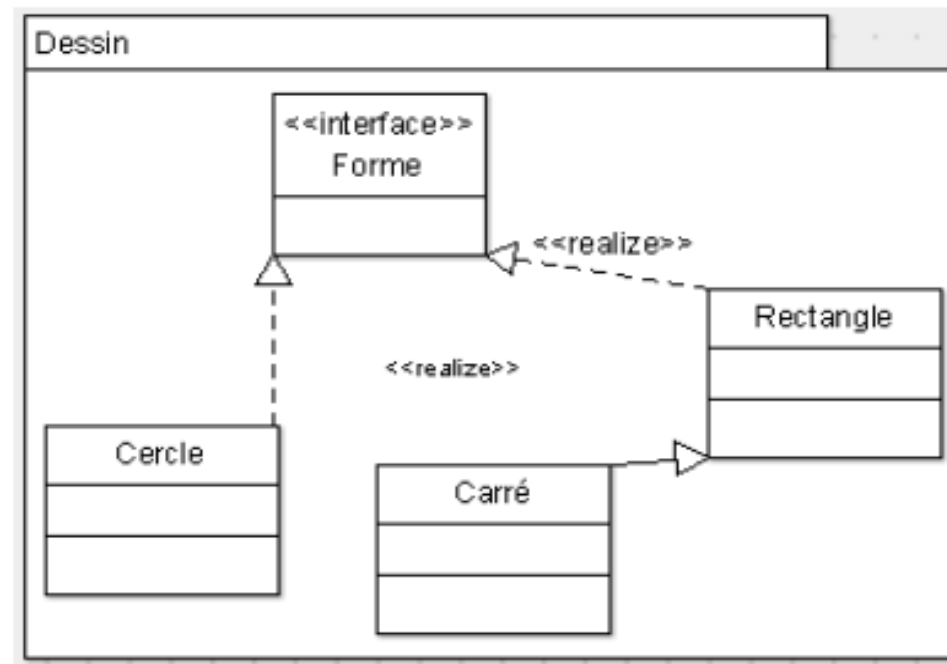 Dessin
<<interface>>
Forme
<<realize>>
Rectangle
<<realize>>
Cercle
Carré